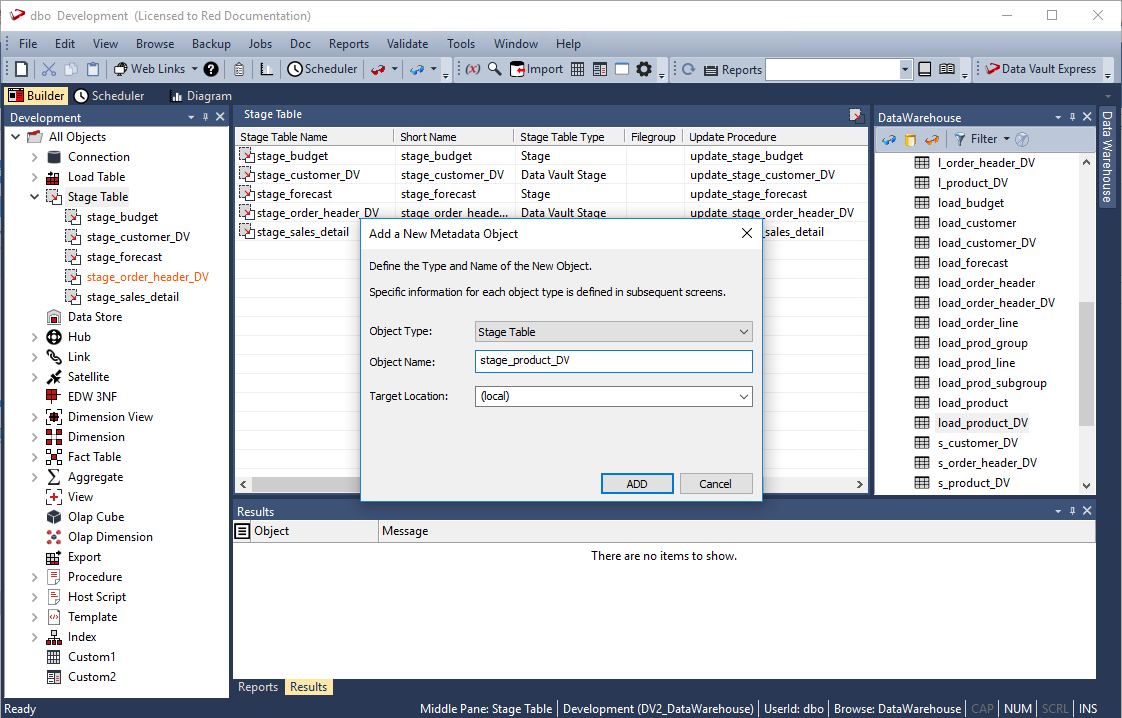 dbo Development (Licensed to Red Documentation)
File Edit View Browse Backup Jobs Doc Reports Validate Tools Window Help
Web Links Scheduler (x) Import Reports Data Vault Express
Builder Scheduler Diagram
Development
All Objects
Connection
Load Table
Stage Table
stage_budget
stage_customer_DV
stage_forecast
stage_order_header_DV
stage_sales_detail
Data Store
Hub
Link
Satellite
EDW 3NF
Dimension View
Dimension
Fact Table
Aggregate
View
Olap Cube
Olap Dimension
Export
Procedure
Host Script
Template
Index
Custom1
Custom2
Stage Table
Stage Table Name Short Name Stage Table Type Filegroup Update Procedure
stage_budget stage_budget Stage update_stage_budget
stage_customer_DV stage_customer_DV Data Vault Stage update_stage_customer_DV
stage_forecast stage_forecast Stage update_stage_forecast
stage_order_header_DV stage_order_heade... Data Vault Stage update_stage_order_header_DV
stage_sales_detail _sales_detail
Add a New Metadata Object
Define the Type and Name of the New Object.
Specific information for each object type is defined in subsequent screens.
Object Type: Stage Table
Object Name: stage_product_DV
Target Location: (local)
ADD Cancel
DataWarehouse
Filter
l_order_header_DV
l_product_DV
load_budget
load_customer
load_customer_DV
load_forecast
load_order_header
load_order_header_DV
load_order_line
load_prod_group
load_prod_line
load_prod_subgroup
load_product
load_product_DV
s_customer_DV
s_order_header_DV
s_product_DV
Data Warehouse
Results
Object Message
There are no items to show.
Reports Results
Ready Middle Pane: Stage Table Development (DV2_DataWarehouse) UserId: dbo Browse: DataWarehouse CAP NUM SCRL INS